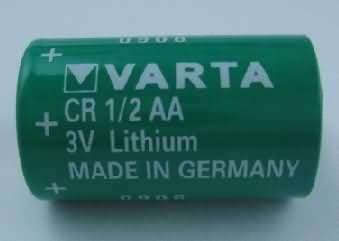 VARTA
CR 1/2 AA
3V Lithium
MADE IN GERMANY